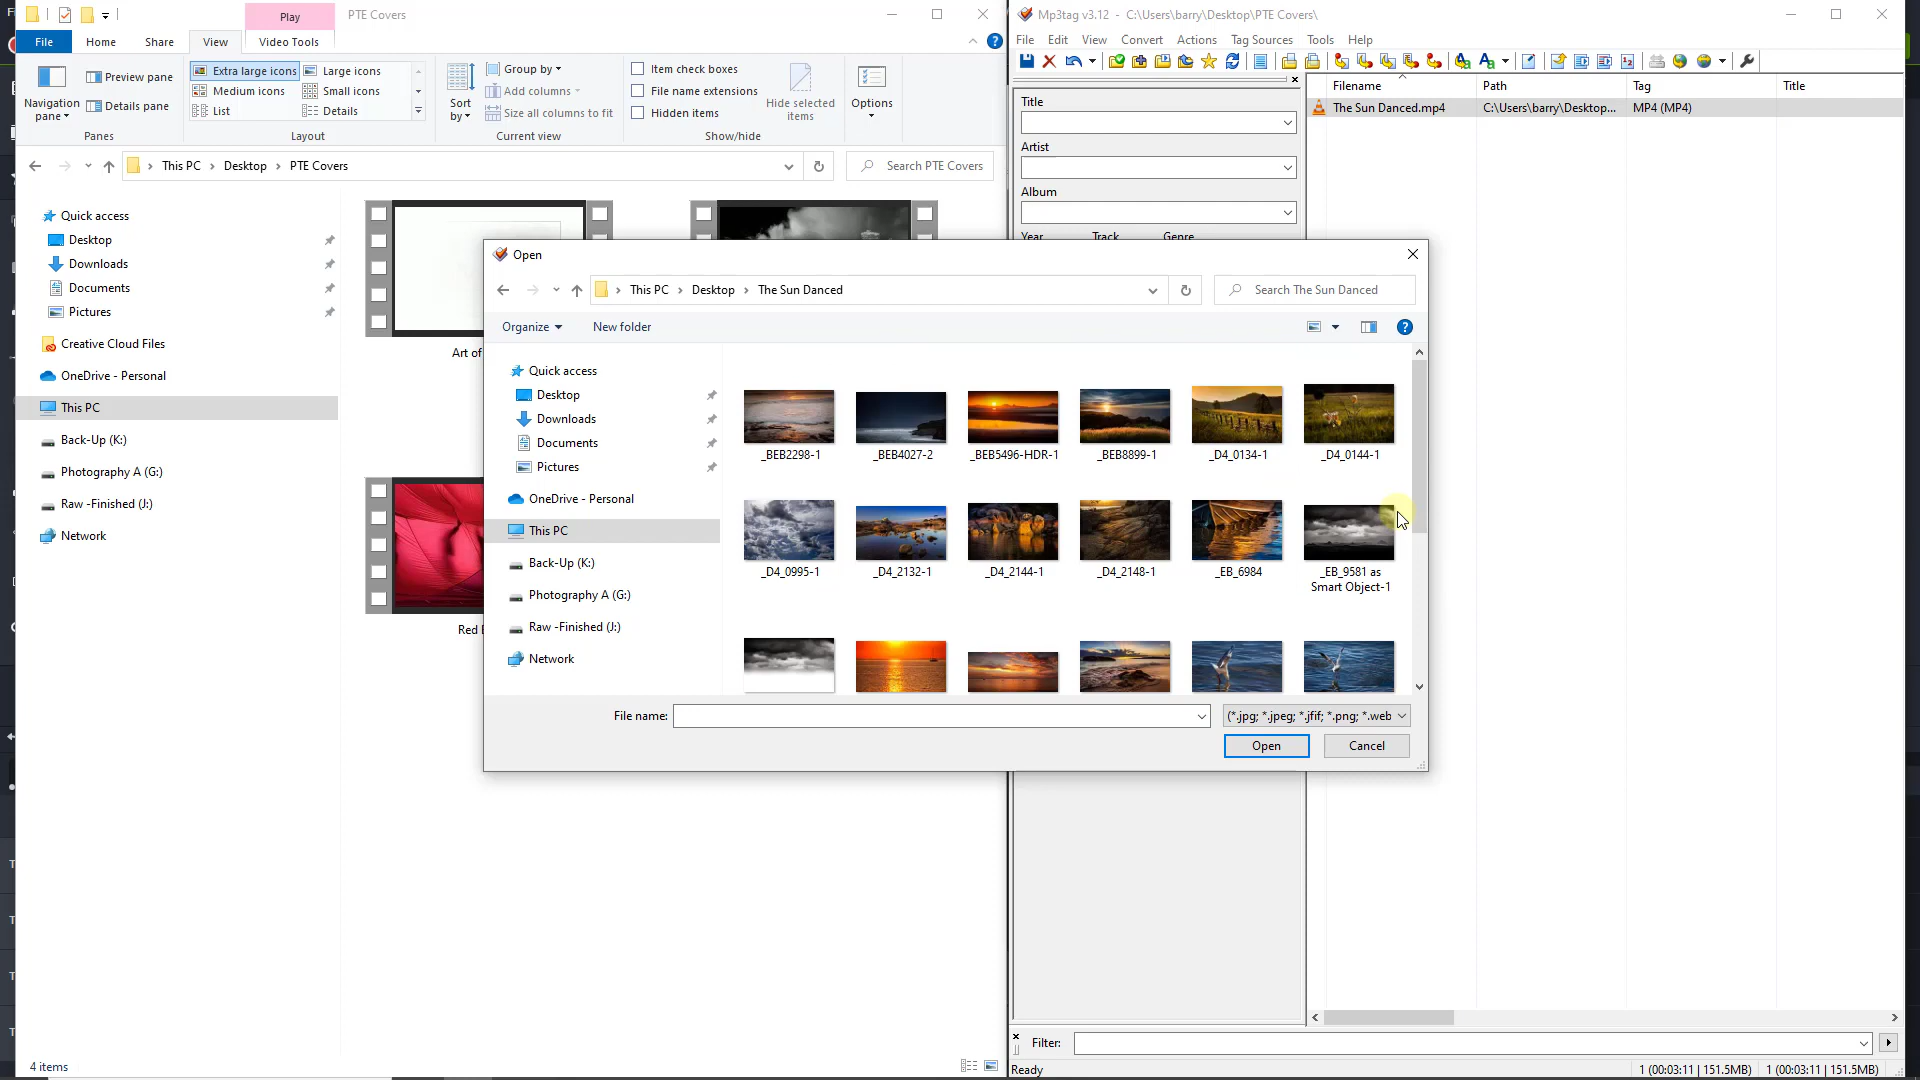 Play
PTE Covers
File
Home
Share
View
Video Tools
Navigation pane
Preview pane
Details pane
Panes
Extra large icons
Large icons
Medium icons
Small icons
List
Details
Layout
Sort by
Group by
Add columns
Size all columns to fit
Current view
Item check boxes
File name extensions
Hidden items
Hide selected items
Show/hide
Options
This PC
Desktop
PTE Covers
Search PTE Covers
Quick access
Desktop
Downloads
Documents
Pictures
Creative Cloud Files
OneDrive - Personal
This PC
Back-Up (K:)
Photography A (G:)
Raw -Finished (J:)
Network
Art of
Red
4 items
Mp3tag v3.12 - C:\Users\barry\Desktop\PTE Covers\
File Edit View Convert Actions Tag Sources Tools Help
Title
Artist
Album
Year Track Genre
Filename Path Tag Title
The Sun Danced.mp4 C:\Users\barry\Desktop... MP4 (MP4)
Open
This PC
Desktop
The Sun Danced
Search The Sun Danced
Organize
New folder
Quick access
Desktop
Downloads
Documents
Pictures
OneDrive - Personal
This PC
Back-Up (K:)
Photography A (G:)
Raw -Finished (J:)
Network
_BEB2298-1 _BEB4027-2 _BEB5496-HDR-1 _BEB8899-1 _D4_0134-1 _D4_0144-1
_D4_0995-1 _D4_2132-1 _D4_2144-1 _D4_2148-1 _EB_6984 _EB_9581 as
Smart Object-1
File name:
(*.jpg; *.jpeg; *.jfif; *.png; *.web
Open
Cancel
Filter:
Ready
1 (00:03:11 | 151.5MB) 1 (00:03:11 | 151.5MB)